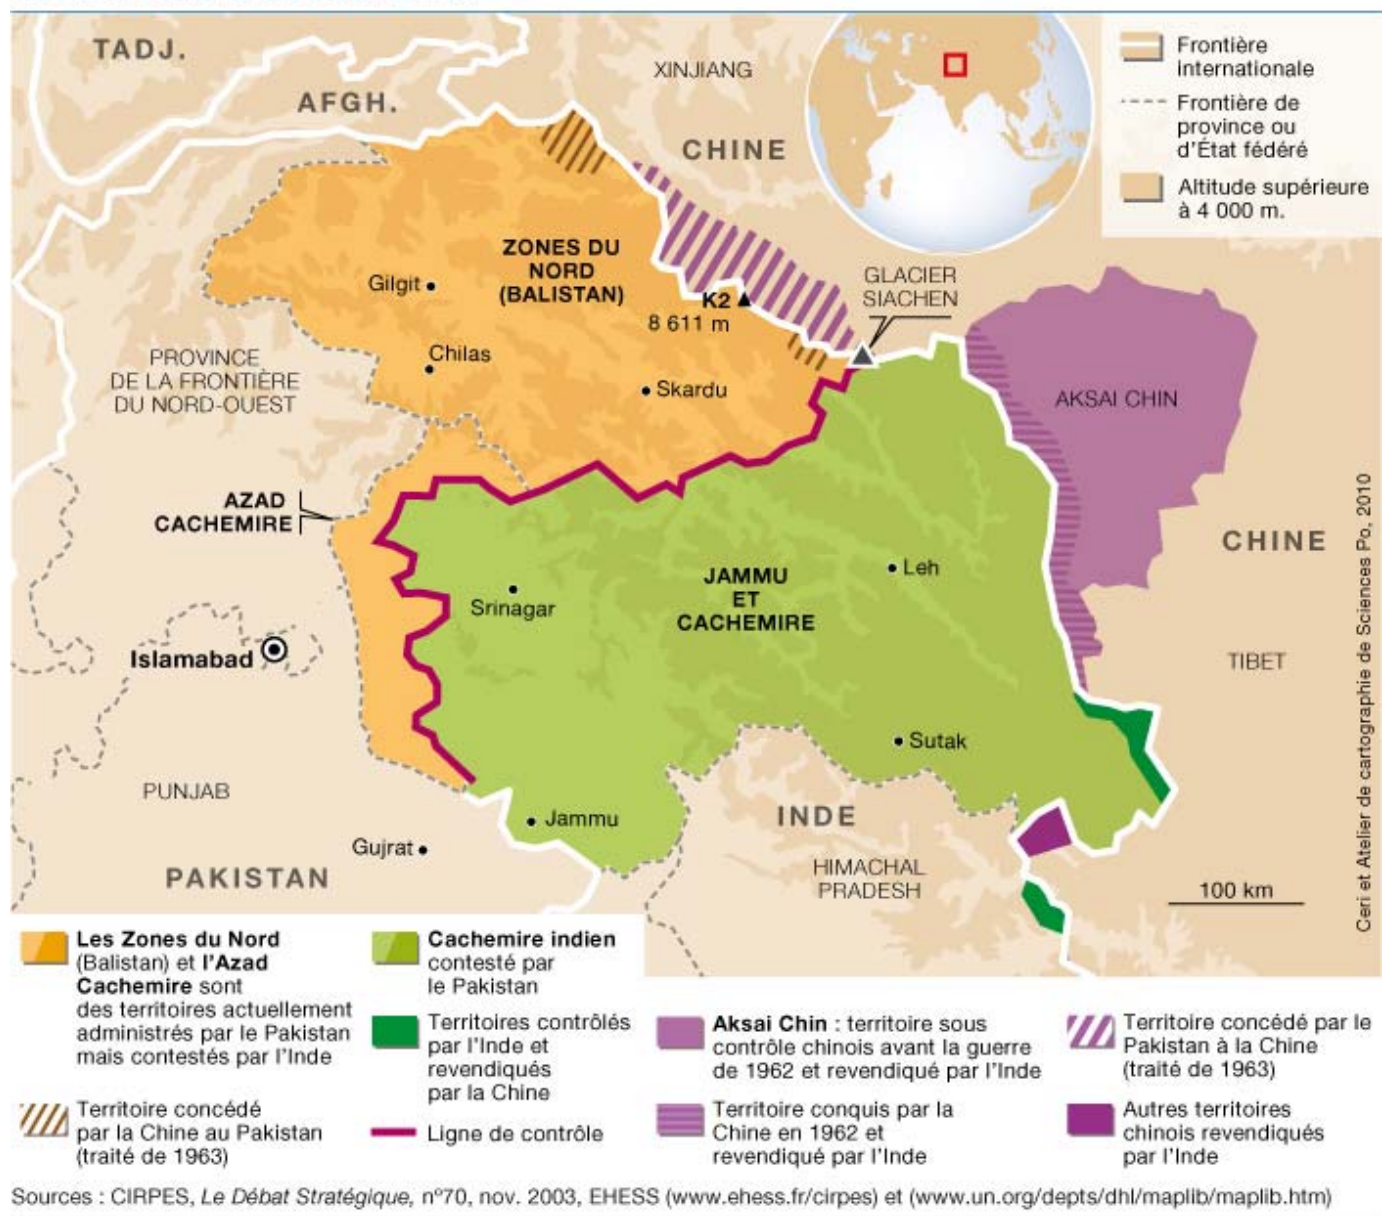 TADJ.
AFGH.
XINJIANG
CHINE
Frontière
internationale
Frontière de
province ou
d'État fédéré
Altitude supérieure
à 4 000 m.
ZONES DU
NORD
(BALISTAN)
Gilgit
K2
8 611 m
GLACIER
SIACHEN
Chilas
Skardu
PROVINCE
DE LA FRONTIÈRE
DU NORD-OUEST
AKSAI CHIN
AZAD
CACHEMIRE
CHINE
Leh
JAMMU
ET
CACHEMIRE
Srinagar
Islamabad
TIBET
Sutak
PUNJAB
INDE
Jammu
Gujrat
PAKISTAN
HIMACHAL
PRADESH
100 km
Ceri et Atelier de cartographie de Sciences Po, 2010
Les Zones du Nord
(Balistan) et l'Azad
Cachemire sont
des territoires actuellement
administrés par le Pakistan
mais contestés par l'Inde
Territoire concédé
par la Chine au Pakistan
(traité de 1963)
Cachemire indien
contesté par
le Pakistan
Territoires contrôlés
par l'Inde et
revendiqués
par la Chine
Ligne de contrôle
Aksai Chin : territoire sous
contrôle chinois avant la guerre
de 1962 et revendiqué par l'Inde
Territoire conquis par la
Chine en 1962 et
revendiqué par l'Inde
Territoire concédé par le
Pakistan à la Chine
(traité de 1963)
Autres territoires
chinois revendiqués
par l'Inde
Sources : CIRPES, Le Débat Stratégique, nº70, nov. 2003, EHESS (www.ehess.fr/cirpes) et (www.un.org/depts/dhl/maplib/maplib.htm)